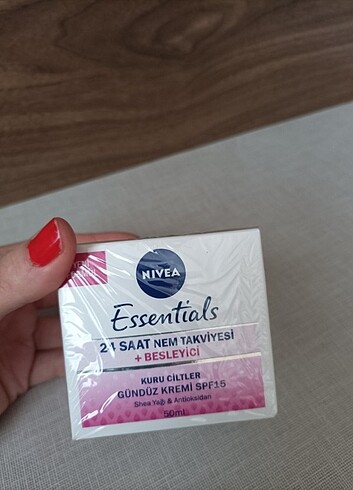 YENİ
NIVEA
Essentials
24 SAAT NEM TAKVİYESİ
+ BESLEYİCİ
KURU CİLTLER
GÜNDÜZ KREMİ SPF15
Shea Yağı & Antioksidan
50ml